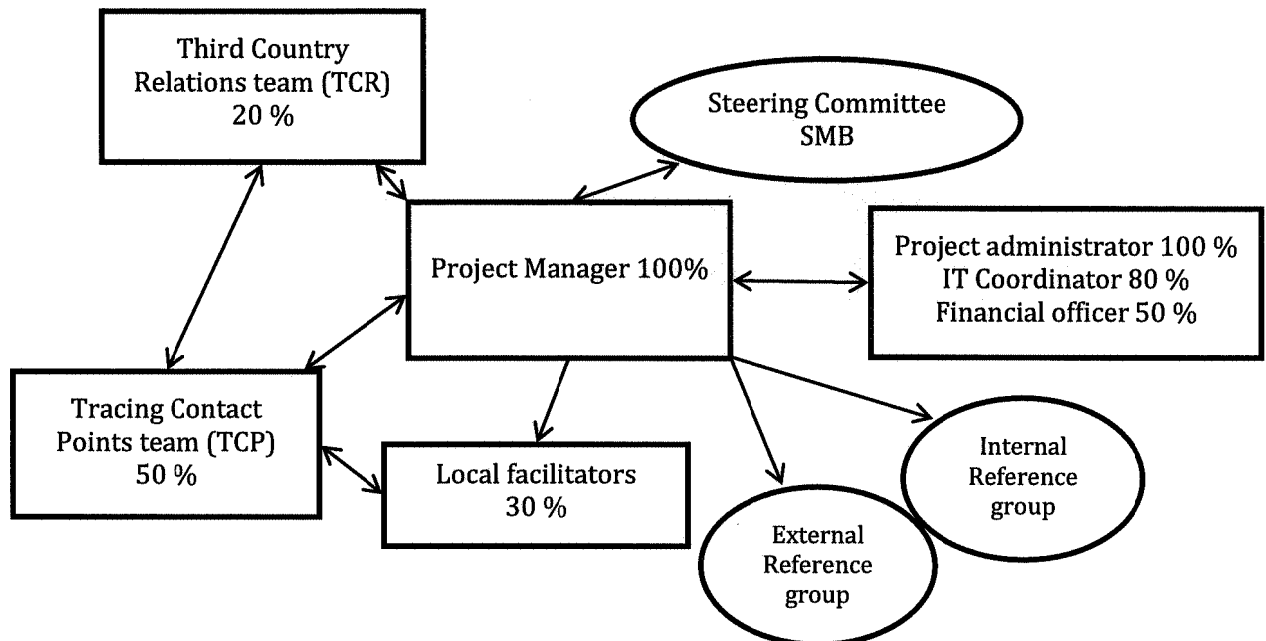 Third Country
Relations team (TCR)
20 %
Steering Committee
SMB
Project Manager 100%
Project administrator 100 %
IT Coordinator 80 %
Financial officer 50 %
Tracing Contact
Points team (TCP)
50 %
Local facilitators
30 %
Internal
Reference
group
External
Reference
group